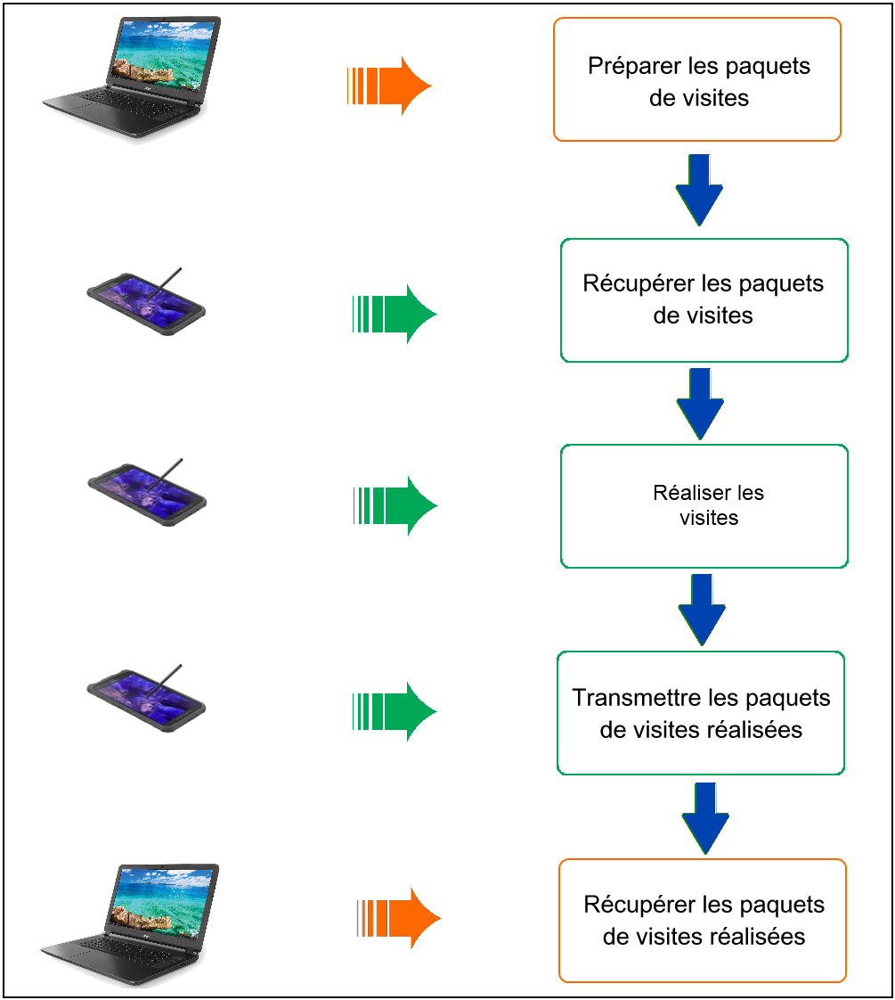 Préparer les paquets
de visites
Récupérer les paquets
de visites
Réaliser les
visites
Transmettre les paquets
de visites réalisées
Récupérer les paquets
de visites réalisées